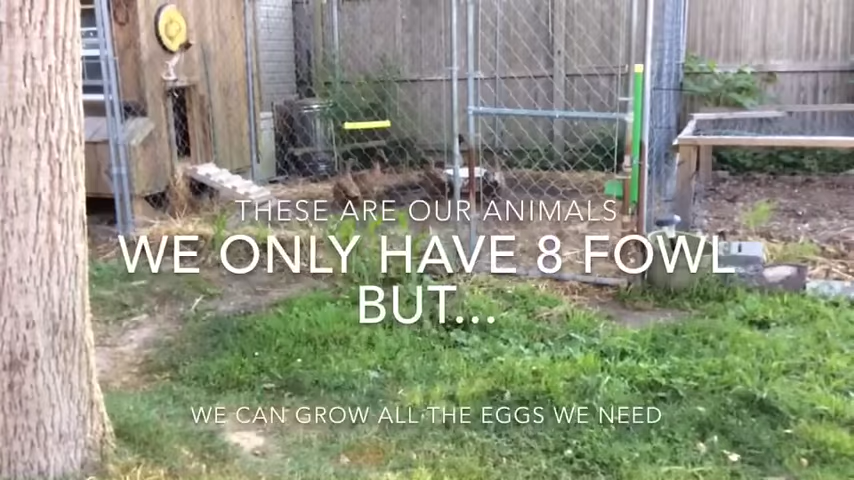 THESE ARE OUR ANIMALS
WE ONLY HAVE 8 FOWL
BUT...
WE CAN GROW ALL THE EGGS WE NEED